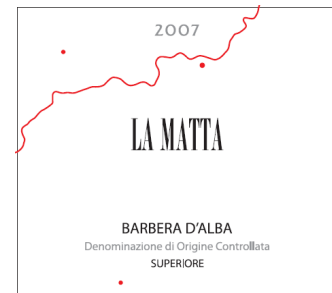 2007
LA MATTA
BARBERA D'ALBA
Denominazione di Origine Controllata
SUPERIORE